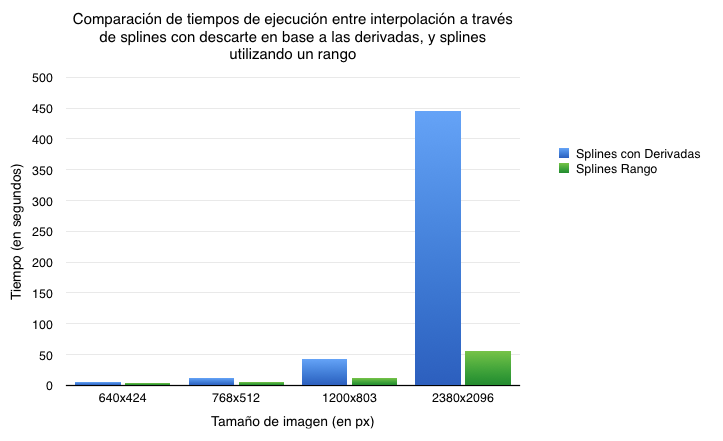 Comparación de tiempos de ejecución entre interpolación a través
de splines con descarte en base a las derivadas, y splines
utilizando un rango
500
450
400
350
300
250
200
150
100
50
0
Tiempo (en segundos)
640x424
768x512
1200x803
2380x2096
Tamaño de imagen (en px)
Splines con Derivadas
Splines Rango